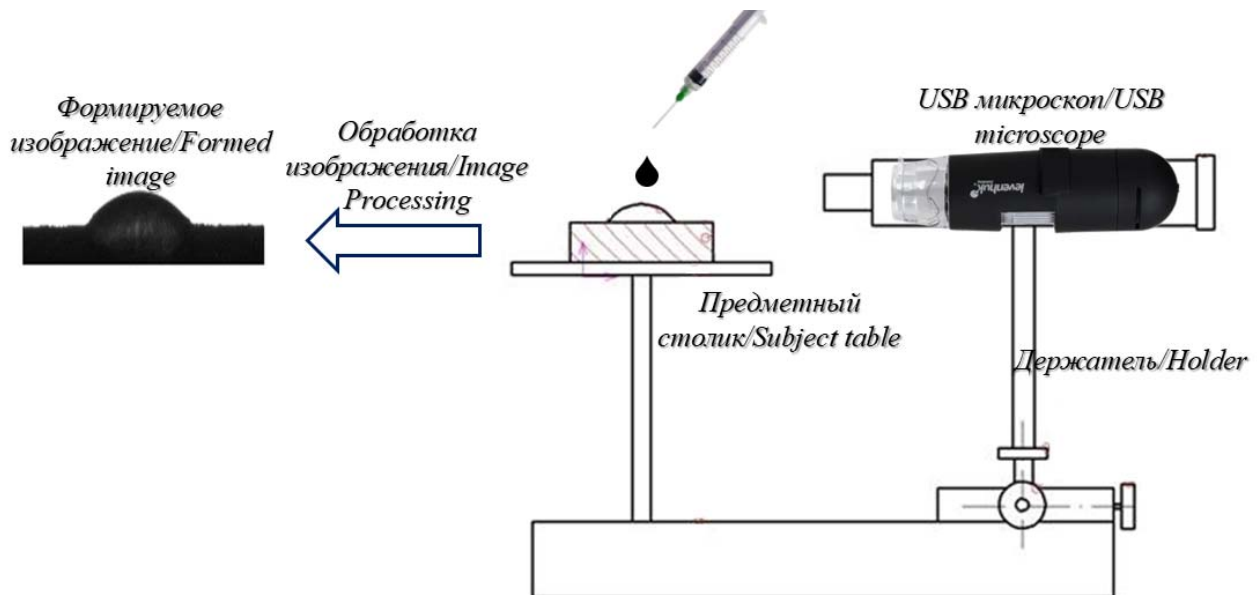 Формируемое
изображение/Formed
image
Обработка
изображения/Image
Processing
USB микроскоп/USB
microscope
levenhuk
Предметный
столик/Subject table
Держатель/Holder